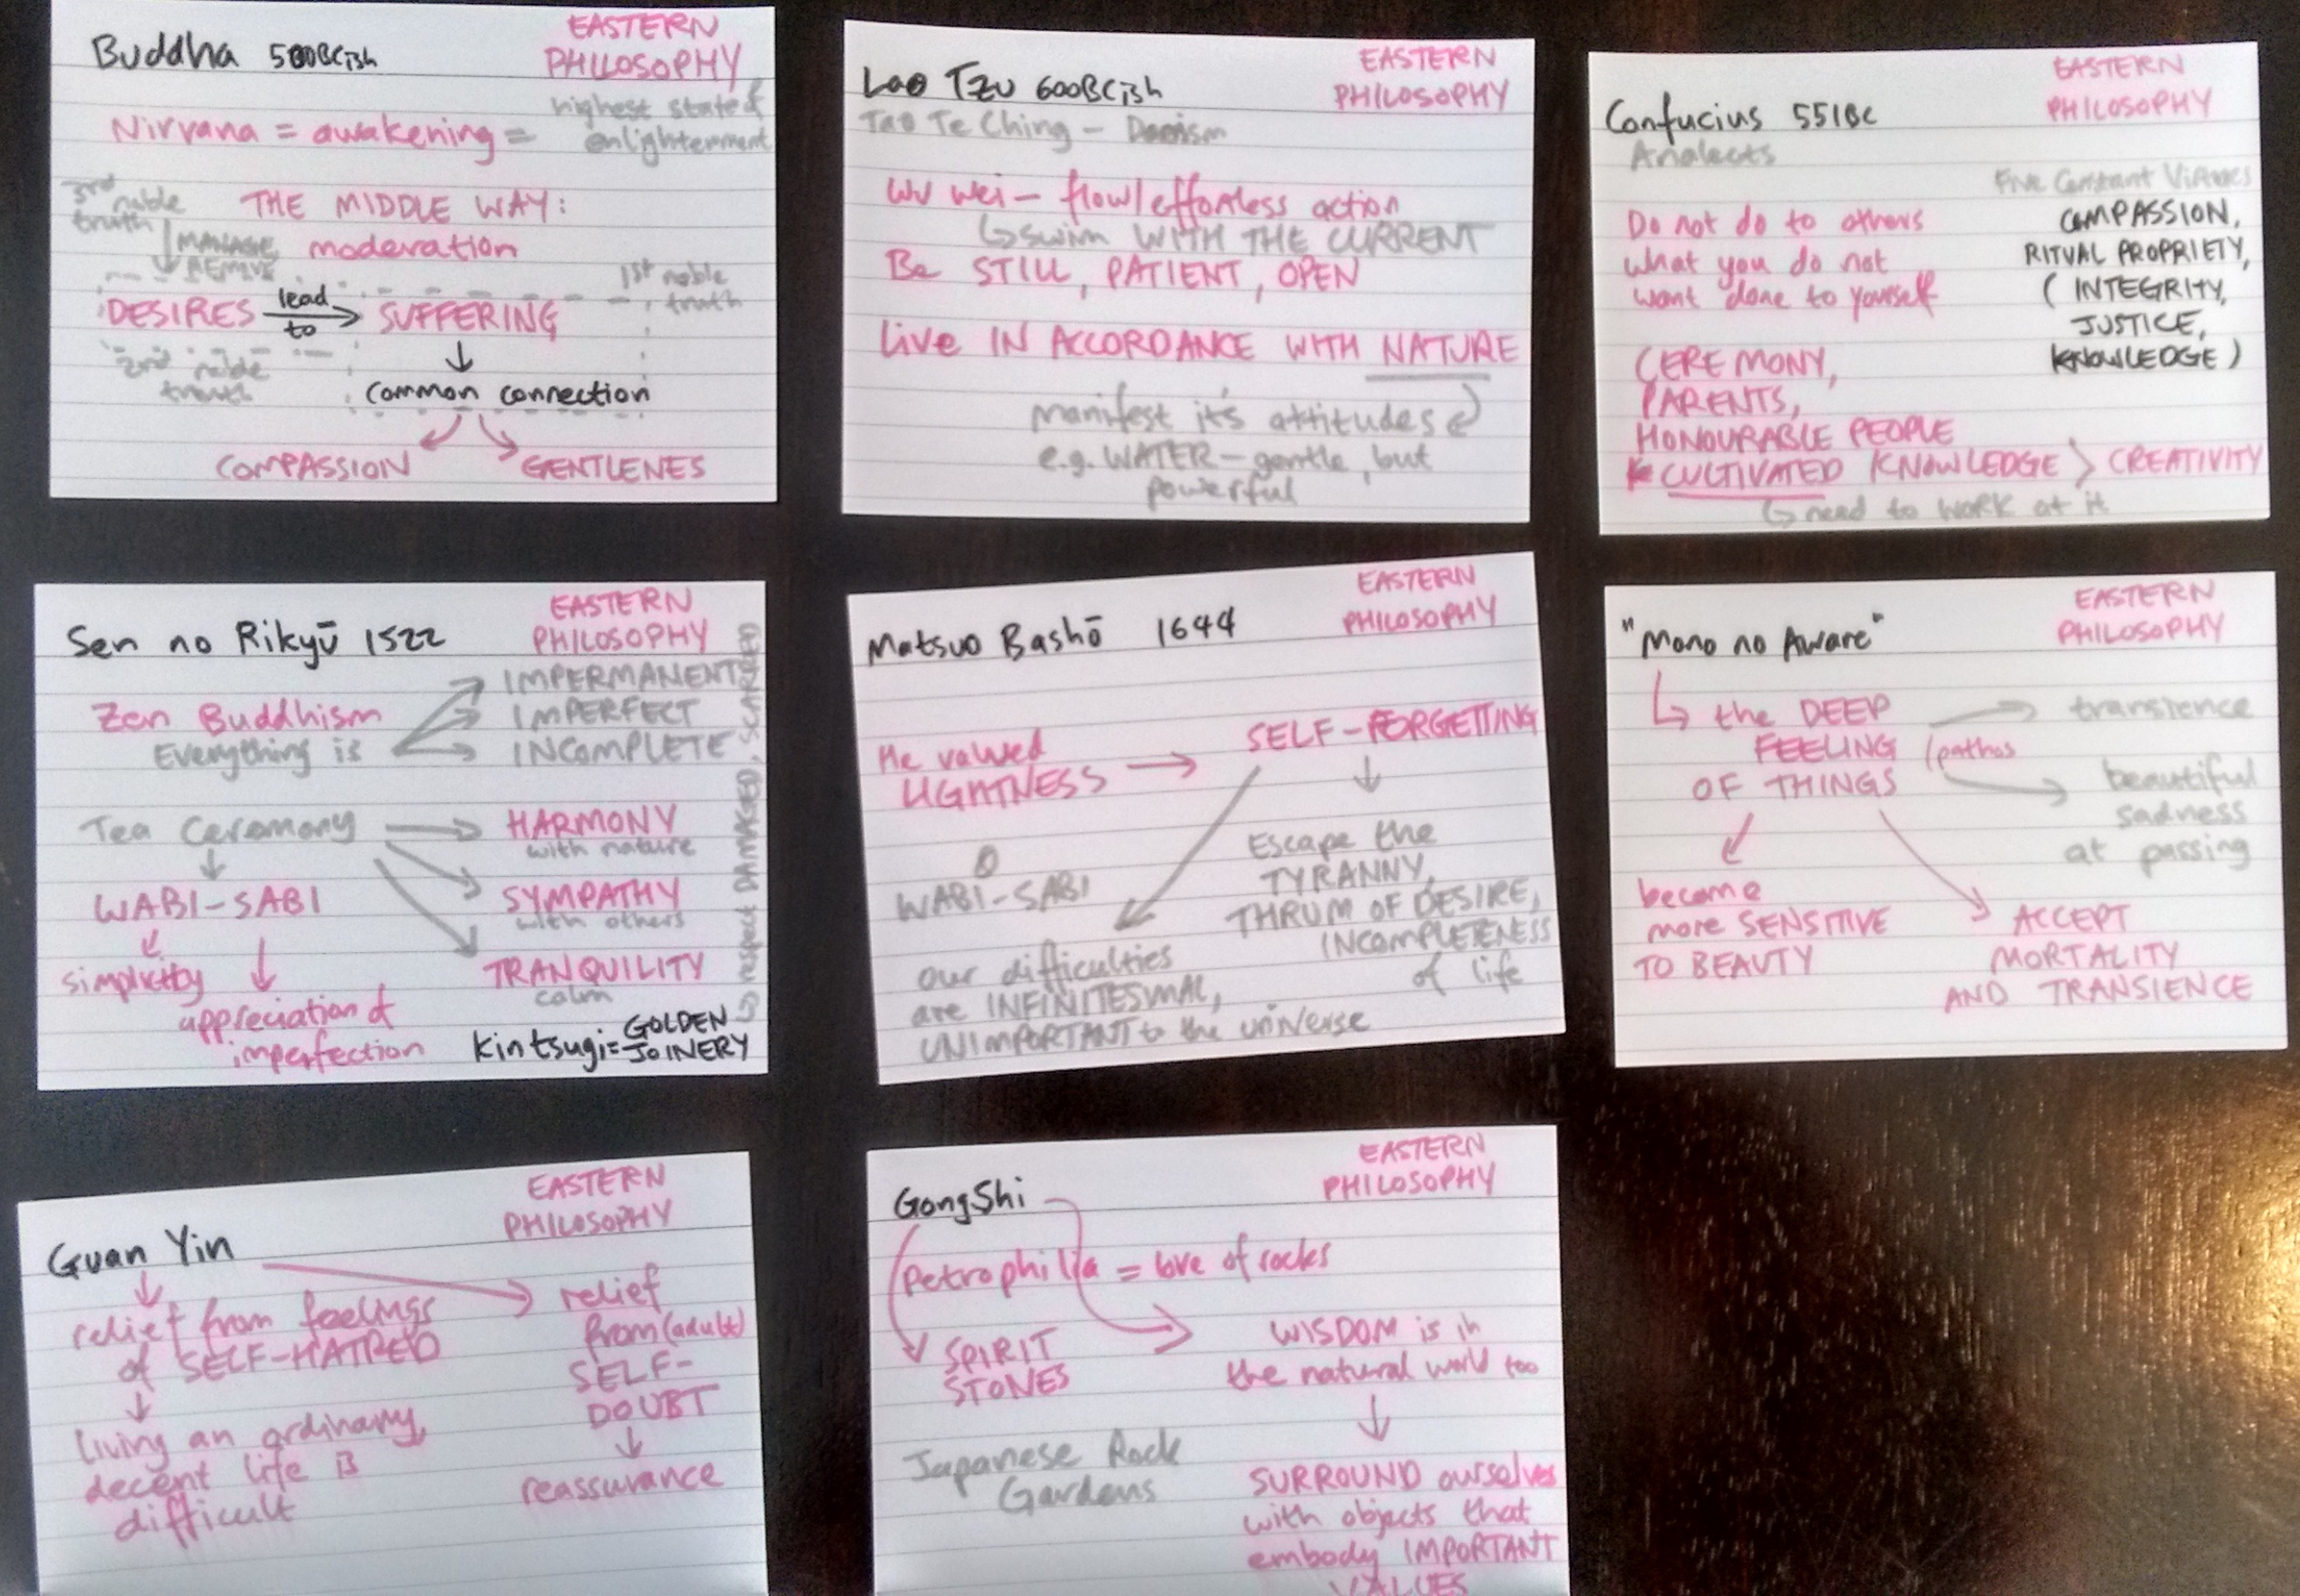 Buddha 500BCish
EASTERN
PHILOSOPHY
Nirvana = awakening =
highest state of
enlightenment
3rd noble
truth
THE MIDDLE WAY:
moderation
MANAGE
REMOVE
DESIRES
lead
to
SUFFERING
1st noble
truth
2nd noble
truth
common connection
COMPASSION
GENTLENES
Lao Tzu 600BCish
EASTERN
PHILOSOPHY
Tao Te Ching -
Wu wei - flow/effortless action
swim WITH THE CURRENT
Be STILL, PATIENT, OPEN
Live IN ACCORDANCE WITH NATURE
manifest it's attitudes
e.g. WATER - gentle, but
powerful
Confucius 551BC
EASTERN
PHILOSOPHY
Analects
Five Constant Virtues
COMPASSION,
RITUAL PROPRIETY,
( INTEGRITY,
JUSTICE,
KNOWLEDGE )
Do not do to others
what you do not
want done to yourself
CEREMONY,
PARENTS,
HONOURABLE PEOPLE
CULTIVATED KNOWLEDGE > CREATIVITY
need to work at it
Sen no Rikyū 1522
EASTERN
PHILOSOPHY
Zen Buddhism
Everything is
IMPERMANENT
IMPERFECT
INCOMPLETE
respect DAMAGED, SCARRED
Tea Ceremony
HARMONY
with nature
SYMPATHY
with others
TRANQUILITY
calm
WABI-SABI
simplicity
appreciation of
imperfection
Kintsugi = GOLDEN
JOINERY
Matsuo Bashō 1644
EASTERN
PHILOSOPHY
He valued
LIGHTNESS
SELF-FORGETTING
WABI-SABI
Escape the
TYRANNY,
THRUM OF DESIRE,
INCOMPLETENESS
of life
our difficulties
are INFINITESIMAL,
UNIMPORTANT to the universe
"Mono no Aware"
EASTERN
PHILOSOPHY
the DEEP
FEELING
OF THINGS
/pathos
transience
beautiful
sadness
at passing
become
more SENSITIVE
TO BEAUTY
ACCEPT
MORTALITY
AND TRANSIENCE
Guan Yin
EASTERN
PHILOSOPHY
relief from feelings
of SELF-HATRED
living an ordinary,
decent life is
difficult
relief
from (adult)
SELF-
DOUBT
reassurance
GongShi
EASTERN
PHILOSOPHY
Petrophilia = love of rocks
SPIRIT
STONES
WISDOM is in
the natural world too
Japanese Rock
Gardens
SURROUND ourselves
with objects that
embody IMPORTANT
VALUES